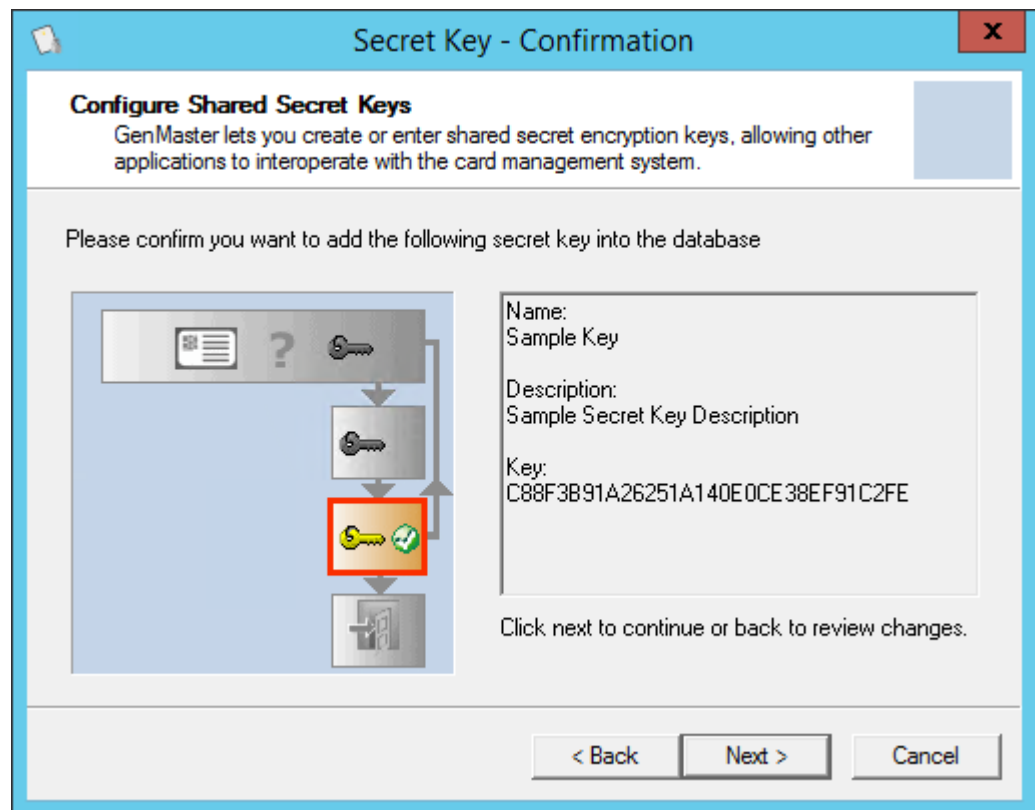 Secret Key - Confirmation
x
Configure Shared Secret Keys
GenMaster lets you create or enter shared secret encryption keys, allowing other
applications to interoperate with the card management system.
Please confirm you want to add the following secret key into the database
?
Name:
Sample Key
Description:
Sample Secret Key Description
Key:
C88F3B91A26251A140E0CE38EF91C2FE
Click next to continue or back to review changes.
< Back
Next >
Cancel